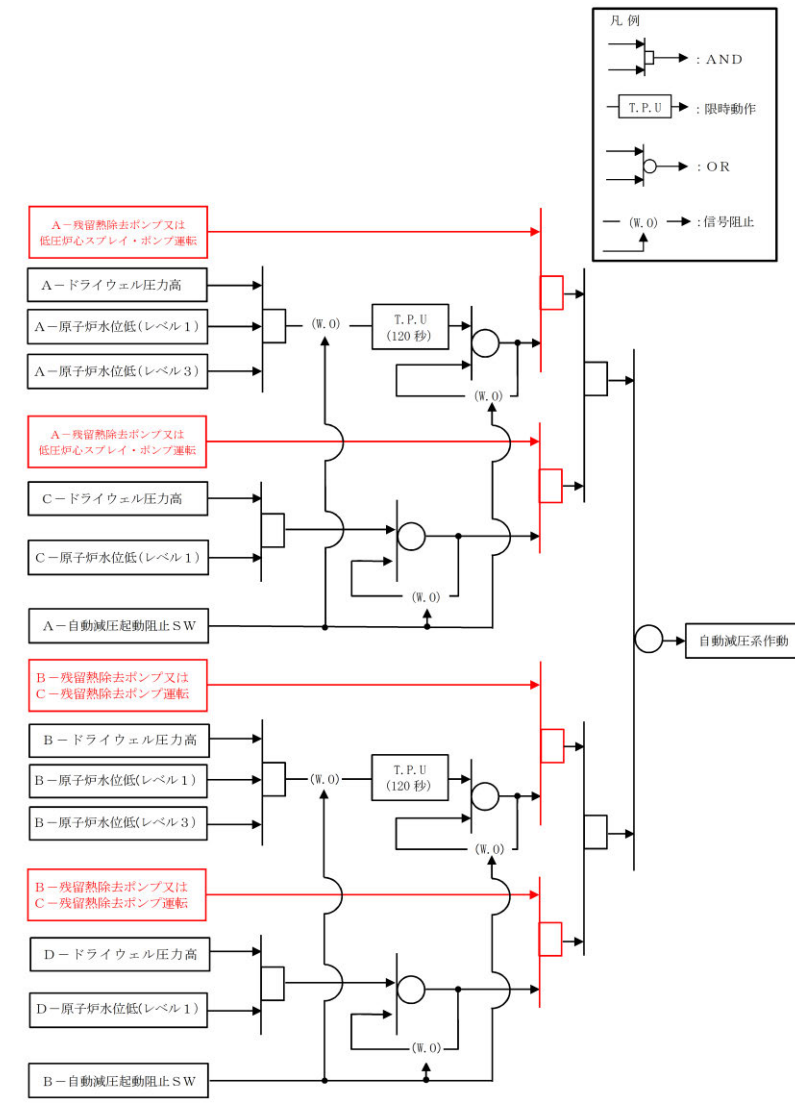 凡例
：ＡＮＤ
T.P.U
：限時動作
：ＯＲ
(W.O)
：信号阻止
Ａ－残留熱除去ポンプ又は
低圧炉心スプレイ・ポンプ運転
Ａ－ドライウェル圧力高
Ａ－原子炉水位低(レベル１)
Ａ－原子炉水位低(レベル３)
(W.O)
T.P.U
(120 秒)
(W.O)
Ａ－残留熱除去ポンプ又は
低圧炉心スプレイ・ポンプ運転
Ｃ－ドライウェル圧力高
Ｃ－原子炉水位低(レベル１)
(W.O)
Ａ－自動減圧起動阻止ＳＷ
自動減圧系作動
Ｂ－残留熱除去ポンプ又は
Ｃ－残留熱除去ポンプ運転
Ｂ－ドライウェル圧力高
Ｂ－原子炉水位低(レベル１)
Ｂ－原子炉水位低(レベル３)
(W.O)
T.P.U
(120 秒)
(W.O)
Ｂ－残留熱除去ポンプ又は
Ｃ－残留熱除去ポンプ運転
Ｄ－ドライウェル圧力高
Ｄ－原子炉水位低(レベル１)
(W.O)
Ｂ－自動減圧起動阻止ＳＷ